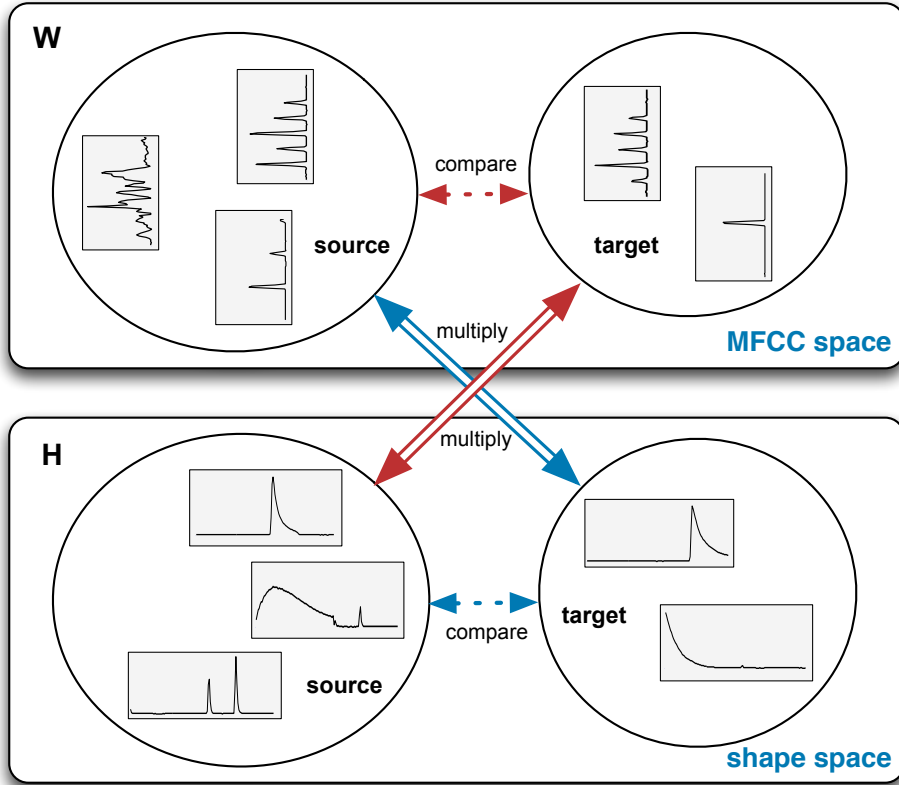 W
compare
source
target
multiply
MFCC space
multiply
H
target
compare
source
shape space